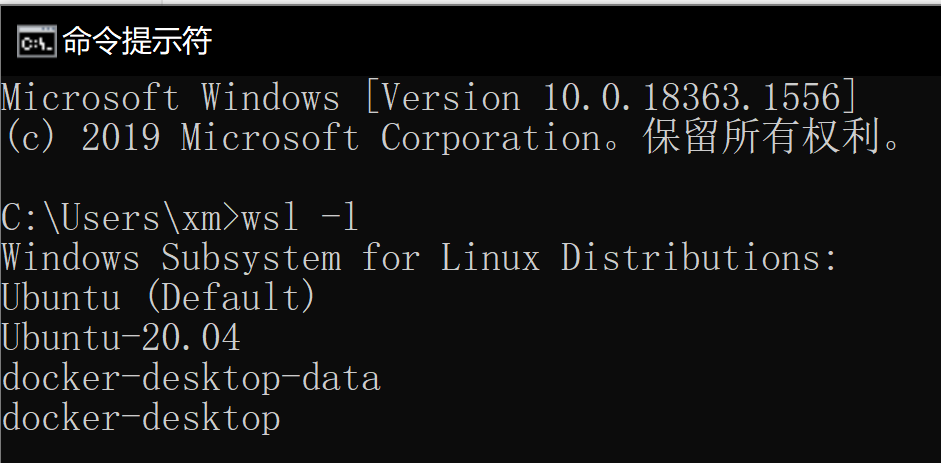 命令提示符
Microsoft Windows [Version 10.0.18363.1556]
(c) 2019 Microsoft Corporation。保留所有权利。
C:\Users\xm>wsl -l
Windows Subsystem for Linux Distributions:
Ubuntu (Default)
Ubuntu-20.04
docker-desktop-data
docker-desktop